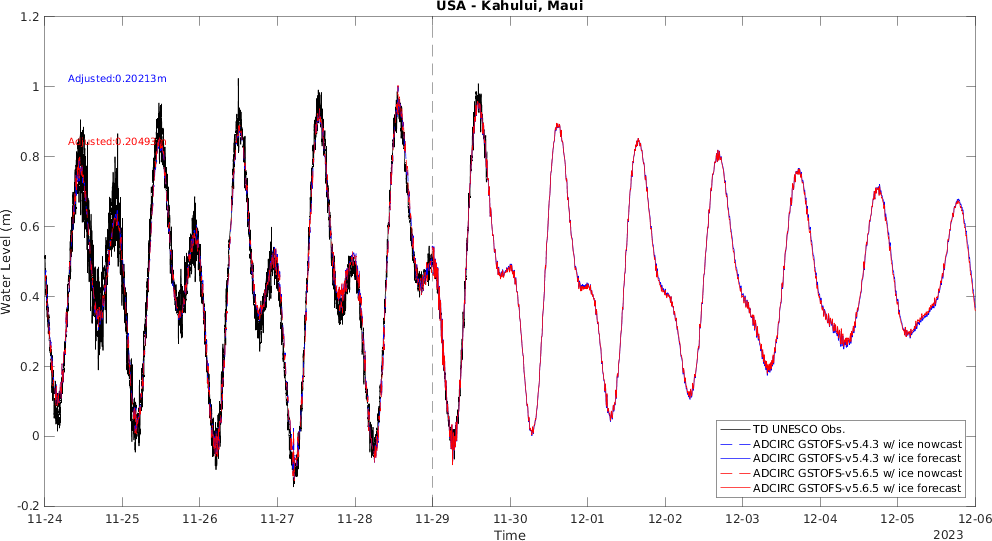 USA - Kahului, Maui
1.2
1
0.8
0.6
0.4
0.2
0
-0.2
Water Level (m)
Adjusted:0.20213m
Adjusted:0.20493m
TD UNESCO Obs.
ADCIRC GSTOFS-v5.4.3 w/ ice nowcast
ADCIRC GSTOFS-v5.4.3 w/ ice forecast
ADCIRC GSTOFS-v5.6.5 w/ ice nowcast
ADCIRC GSTOFS-v5.6.5 w/ ice forecast
11-24 11-25 11-26 11-27 11-28 11-29 11-30 12-01 12-02 12-03 12-04 12-05 12-06
Time
2023